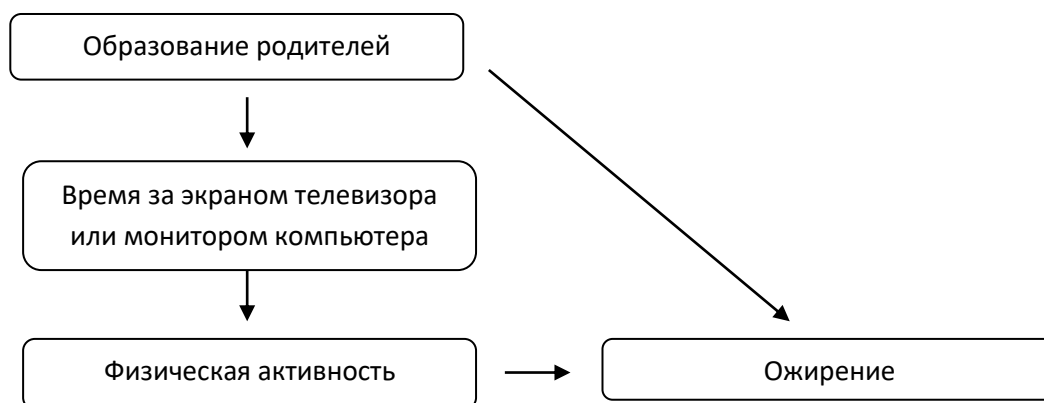 Образование родителей
Время за экраном телевизора
или монитором компьютера
Физическая активность
Ожирение